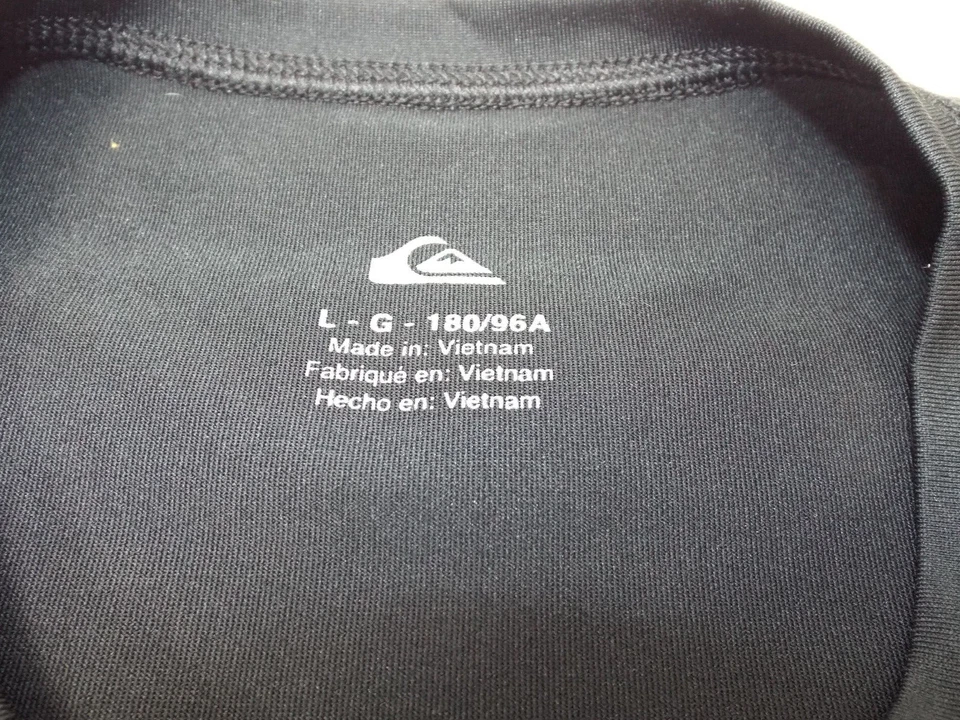 L - G - 180/96A
Made in: Vietnam
Fabriqué en: Vietnam
Hecho en: Vietnam